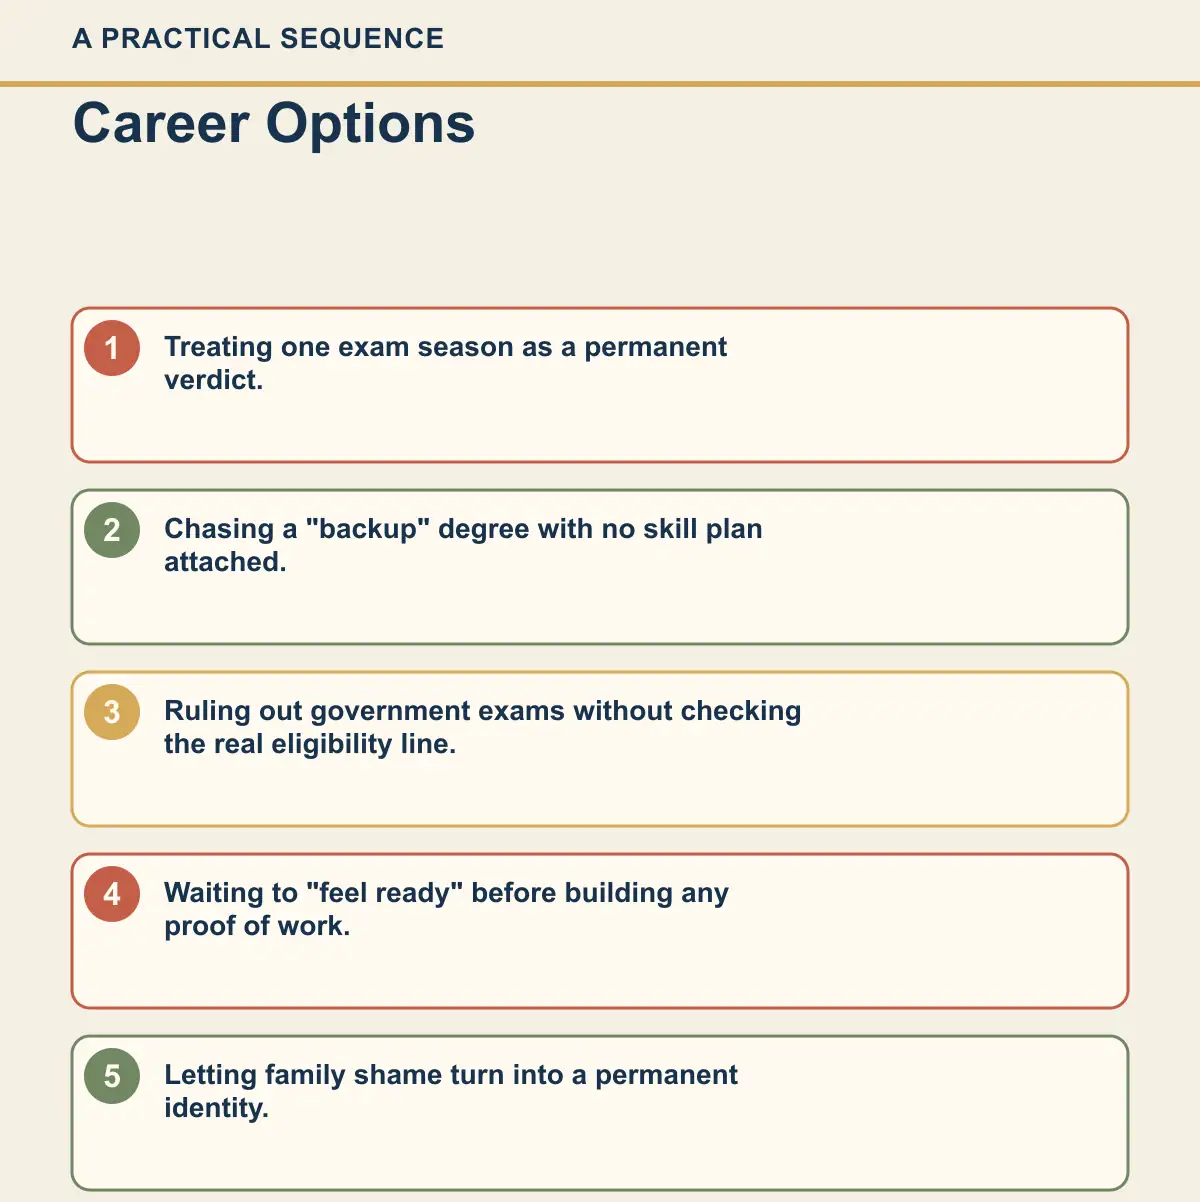 A PRACTICAL SEQUENCE
Career Options
1
Treating one exam season as a permanent
verdict.
2
Chasing a "backup" degree with no skill plan
attached.
3
Ruling out government exams without checking
the real eligibility line.
4
Waiting to "feel ready" before building any
proof of work.
5
Letting family shame turn into a permanent
identity.